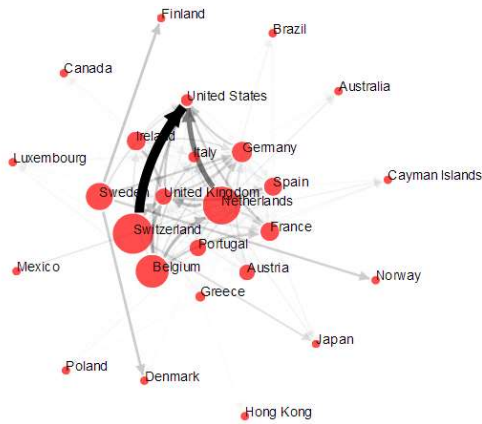 Finland
Brazil
Canada
Australia
United States
Ireland
Germany
Italy
Luxembourg
Cayman Islands
Sweden
United Kingdom
Spain
Netherlands
Switzerland
France
Portugal
Belgium
Austria
Mexico
Norway
Greece
Japan
Poland
Denmark
Hong Kong